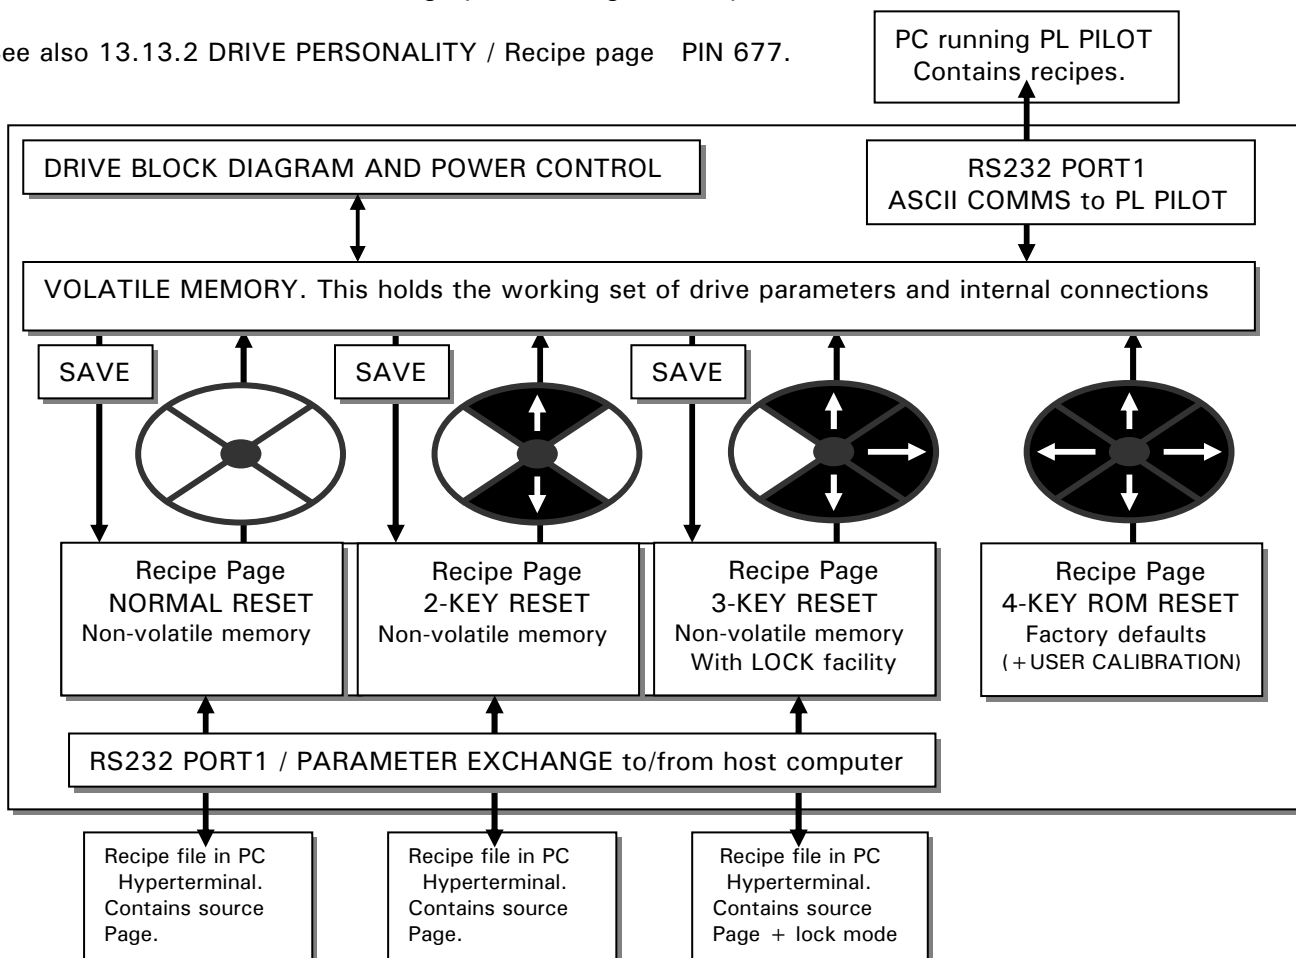 See also 13.13.2 DRIVE PERSONALITY / Recipe page PIN 677.
PC running PL PILOT
Contains recipes.
DRIVE BLOCK DIAGRAM AND POWER CONTROL
RS232 PORT1
ASCII COMMS to PL PILOT
VOLATILE MEMORY. This holds the working set of drive parameters and internal connections
SAVE
SAVE
SAVE
Recipe Page
NORMAL RESET
Non-volatile memory
Recipe Page
2-KEY RESET
Non-volatile memory
Recipe Page
3-KEY RESET
Non-volatile memory
With LOCK facility
Recipe Page
4-KEY ROM RESET
Factory defaults
(+USER CALIBRATION)
RS232 PORT1 / PARAMETER EXCHANGE to/from host computer
Recipe file in PC
Hyperterminal.
Contains source
Page.
Recipe file in PC
Hyperterminal.
Contains source
Page.
Recipe file in PC
Hyperterminal.
Contains source
Page + lock mode